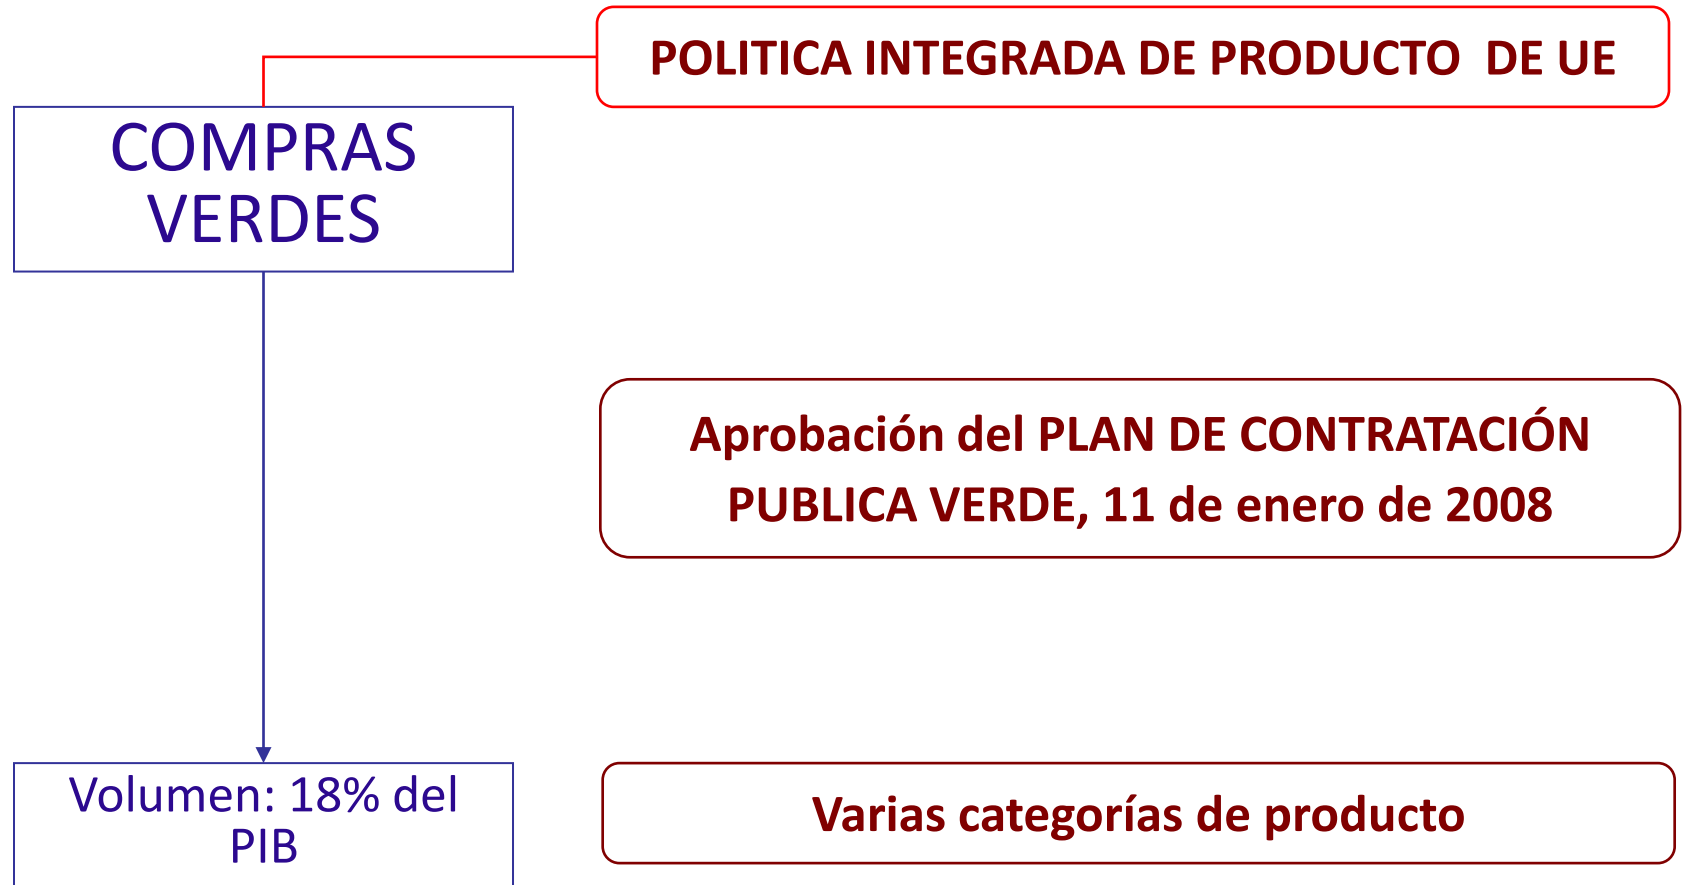 POLITICA INTEGRADA DE PRODUCTO  DE UE
COMPRAS
VERDES
Aprobación del PLAN DE CONTRATACIÓN
PUBLICA VERDE, 11 de enero de 2008
Volumen: 18% del
PIB
Varias categorías de producto